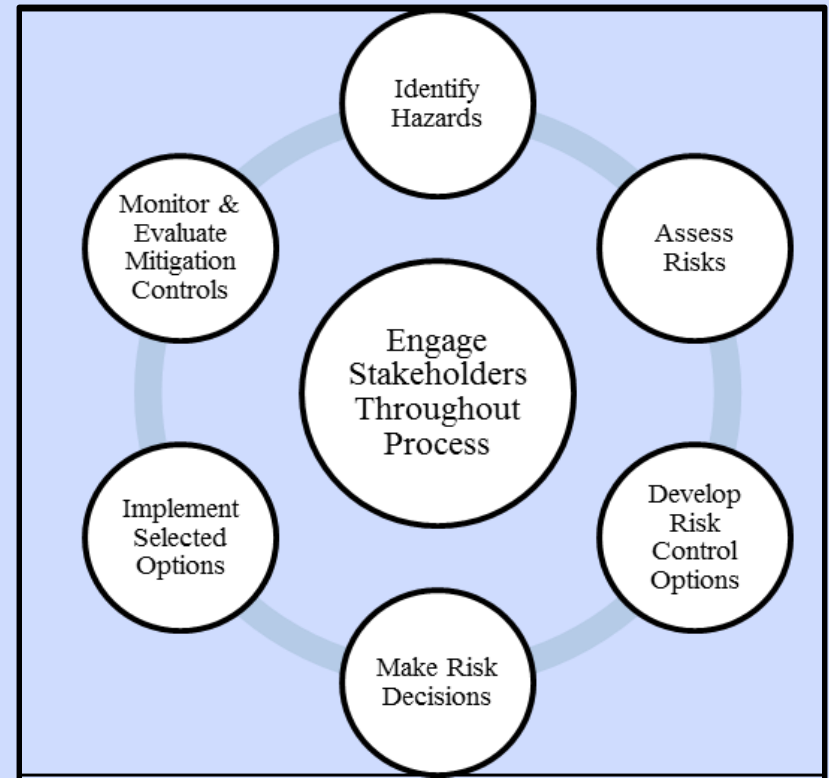 Identify
Hazards
Assess
Risks
Develop
Risk
Control
Options
Make Risk
Decisions
Implement
Selected
Options
Monitor &
Evaluate
Mitigation
Controls
Engage
Stakeholders
Throughout
Process